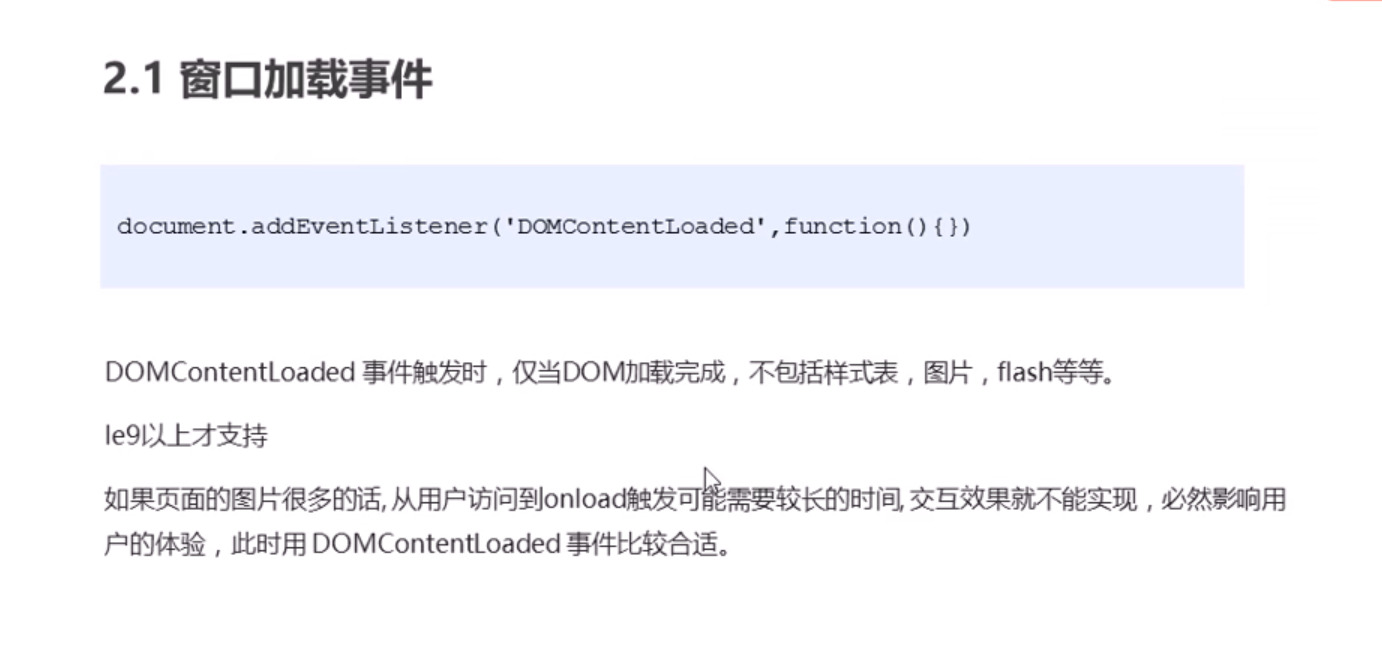 2.1 窗口加载事件
document.addEventListener('DOMContentLoaded',function(){})
DOMContentLoaded 事件触发时，仅当DOM加载完成，不包括样式表，图片，flash等等。
Ie9以上才支持
如果页面的图片很多的话, 从用户访问到onload触发可能需要较长的时间, 交互效果就不能实现，必然影响用
户的体验，此时用 DOMContentLoaded 事件比较合适。